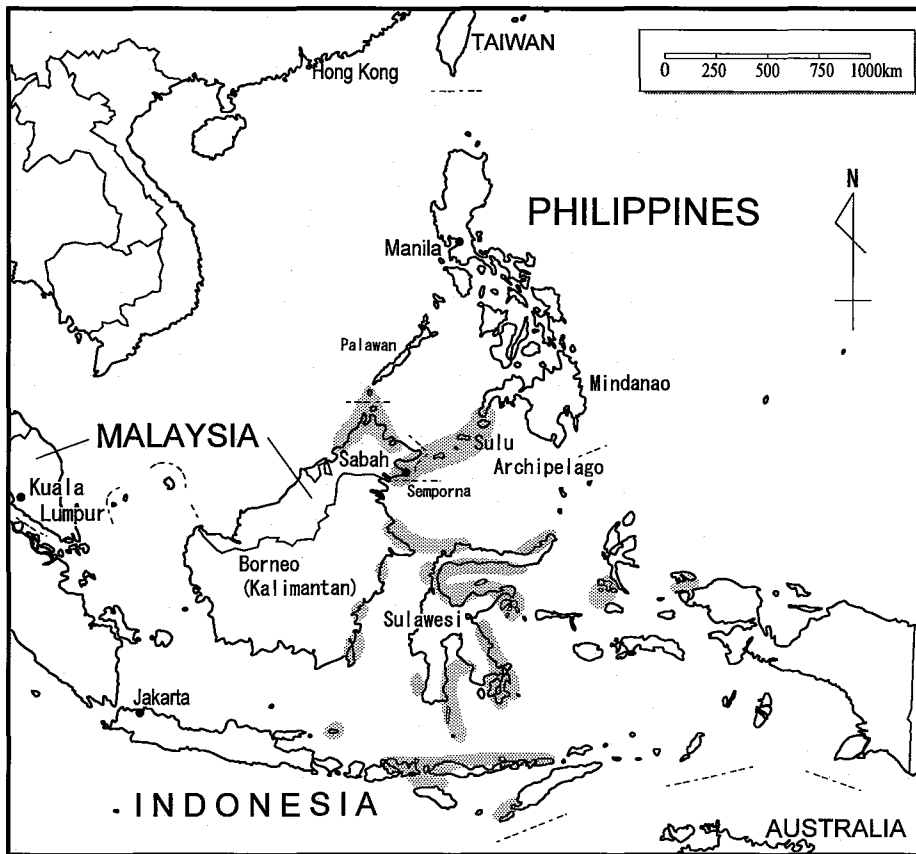 TAIWAN
Hong Kong
0 250 500 750 1000km
N
PHILIPPINES
Manila
Palawan
Mindanao
MALAYSIA
Sulu
Archipelago
Sabah
Semporna
Kuala
Lumpur
Borneo
(Kalimantan)
Sulawesi
Jakarta
INDONESIA
AUSTRALIA